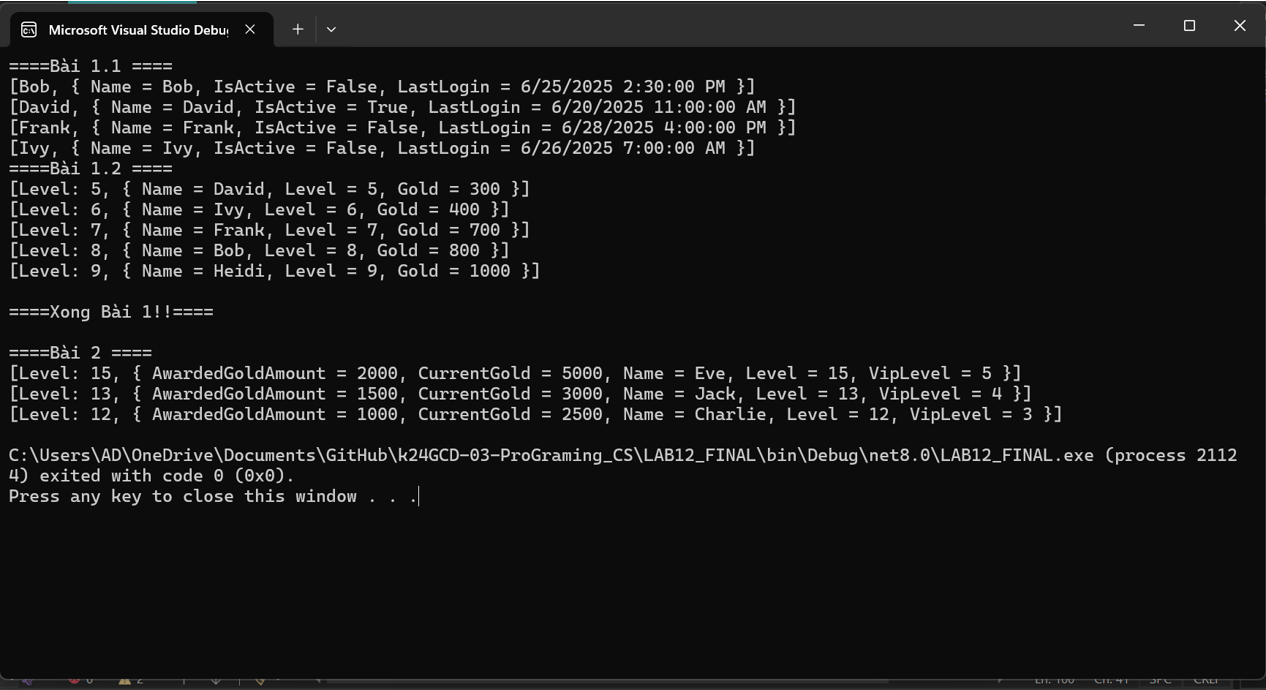 Microsoft Visual Studio Debu
====Bài 1.1 ====
[Bob, { Name = Bob, IsActive = False, LastLogin = 6/25/2025 2:30:00 PM }]
[David, { Name = David, IsActive = True, LastLogin = 6/20/2025 11:00:00 AM }]
[Frank, { Name = Frank, IsActive = False, LastLogin = 6/28/2025 4:00:00 PM }]
[Ivy, { Name = Ivy, IsActive = False, LastLogin = 6/26/2025 7:00:00 AM }]
====Bài 1.2 ====
[Level: 5, { Name = David, Level = 5, Gold = 300 }]
[Level: 6, { Name = Ivy, Level = 6, Gold = 400 }]
[Level: 7, { Name = Frank, Level = 7, Gold = 700 }]
[Level: 8, { Name = Bob, Level = 8, Gold = 800 }]
[Level: 9, { Name = Heidi, Level = 9, Gold = 1000 }]
====Xong Bài 1!!====
====Bài 2 ====
[Level: 15, { AwardedGoldAmount = 2000, CurrentGold = 5000, Name = Eve, Level = 15, VipLevel = 5 }]
[Level: 13, { AwardedGoldAmount = 1500, CurrentGold = 3000, Name = Jack, Level = 13, VipLevel = 4 }]
[Level: 12, { AwardedGoldAmount = 1000, CurrentGold = 2500, Name = Charlie, Level = 12, VipLevel = 3 }]
C:\Users\AD\OneDrive\Documents\GitHub\k24GCD-03-ProGraming_CS\LAB12_FINAL\bin\Debug\net8.0\LAB12_FINAL.exe (process 2112
4) exited with code 0 (0x0).
Press any key to close this window . . .